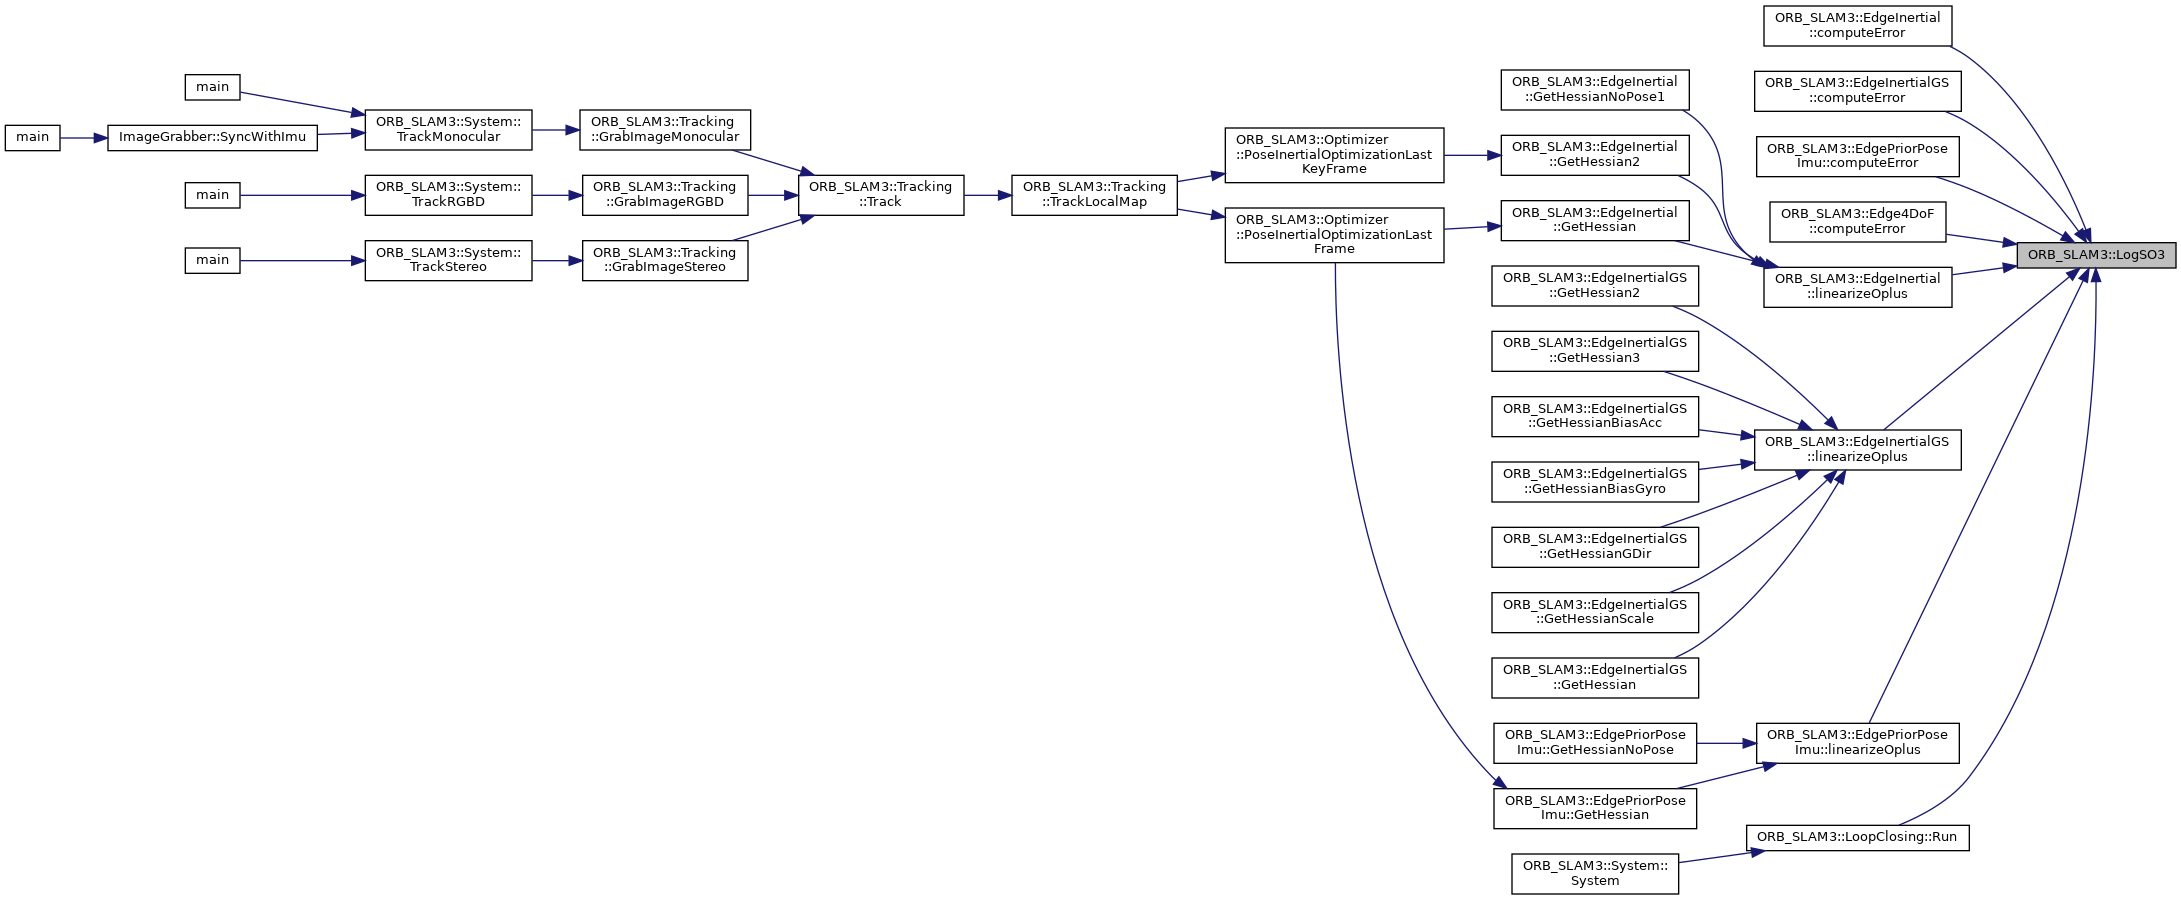 main
ImageGrabber::SyncWithImu
main
main
main
ORB_SLAM3::System::
TrackMonocular
ORB_SLAM3::System::
TrackRGBD
ORB_SLAM3::System::
TrackStereo
ORB_SLAM3::Tracking
::GrabImageMonocular
ORB_SLAM3::Tracking
::GrabImageRGBD
ORB_SLAM3::Tracking
::GrabImageStereo
ORB_SLAM3::Tracking
::Track
ORB_SLAM3::Tracking
::TrackLocalMap
ORB_SLAM3::Optimizer
::PoseInertialOptimizationLast
KeyFrame
ORB_SLAM3::Optimizer
::PoseInertialOptimizationLast
Frame
ORB_SLAM3::EdgeInertial
::GetHessianNoPose1
ORB_SLAM3::EdgeInertial
::GetHessian2
ORB_SLAM3::EdgeInertial
::GetHessian
ORB_SLAM3::EdgeInertialGS
::GetHessian2
ORB_SLAM3::EdgeInertialGS
::GetHessian3
ORB_SLAM3::EdgeInertialGS
::GetHessianBiasAcc
ORB_SLAM3::EdgeInertialGS
::GetHessianBiasGyro
ORB_SLAM3::EdgeInertialGS
::GetHessianGDir
ORB_SLAM3::EdgeInertialGS
::GetHessianScale
ORB_SLAM3::EdgeInertialGS
::GetHessian
ORB_SLAM3::EdgePriorPose
Imu::GetHessianNoPose
ORB_SLAM3::EdgePriorPose
Imu::GetHessian
ORB_SLAM3::System::
System
ORB_SLAM3::EdgeInertial
::computeError
ORB_SLAM3::EdgeInertialGS
::computeError
ORB_SLAM3::EdgePriorPose
Imu::computeError
ORB_SLAM3::Edge4DoF
::computeError
ORB_SLAM3::EdgeInertial
::linearizeOplus
ORB_SLAM3::EdgeInertialGS
::linearizeOplus
ORB_SLAM3::EdgePriorPose
Imu::linearizeOplus
ORB_SLAM3::LoopClosing::Run
ORB_SLAM3::LogSO3